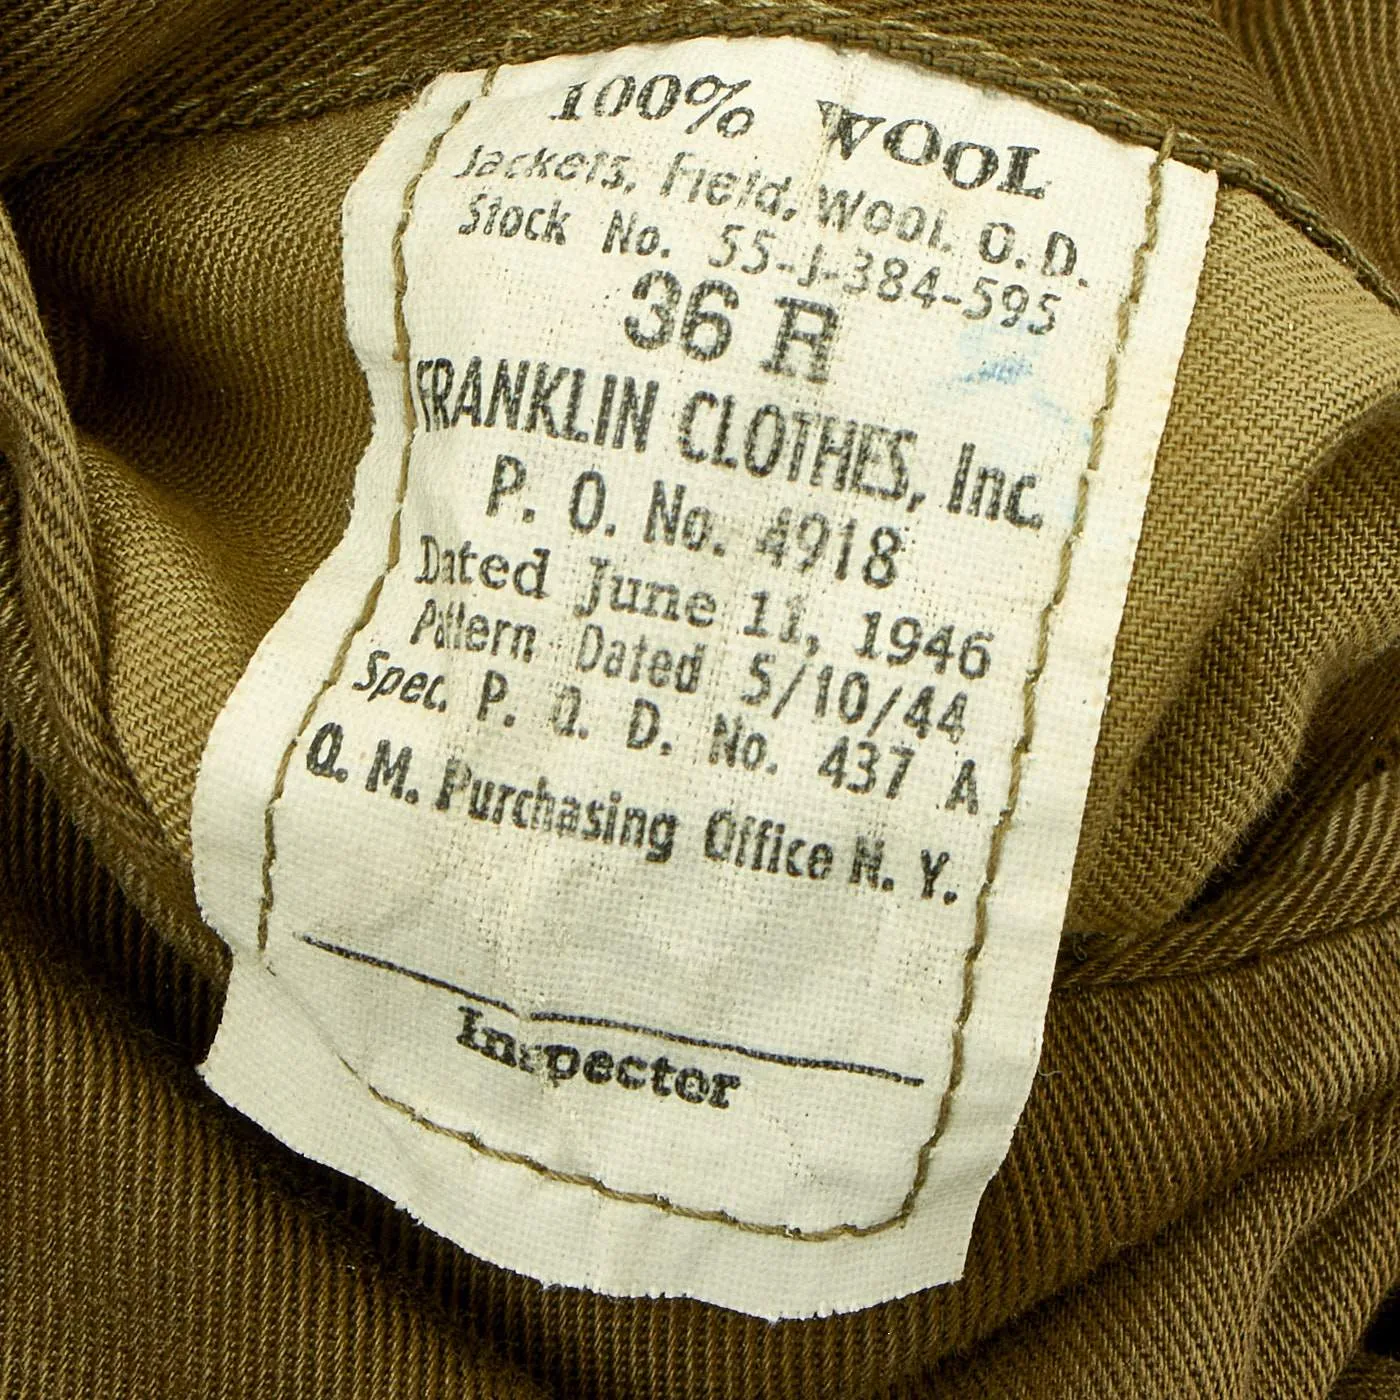 100% WOOL
Jackets, Field, Wool, O.D.
Stock No. 55-J-384-595
36 R
FRANKLIN CLOTHES, Inc.
P. O. No. 4918
Dated June 11, 1946
Pattern Dated 5/10/44
Spec. P. Q. D. No. 437 A
Q. M. Purchasing Office N. Y.
Inspector